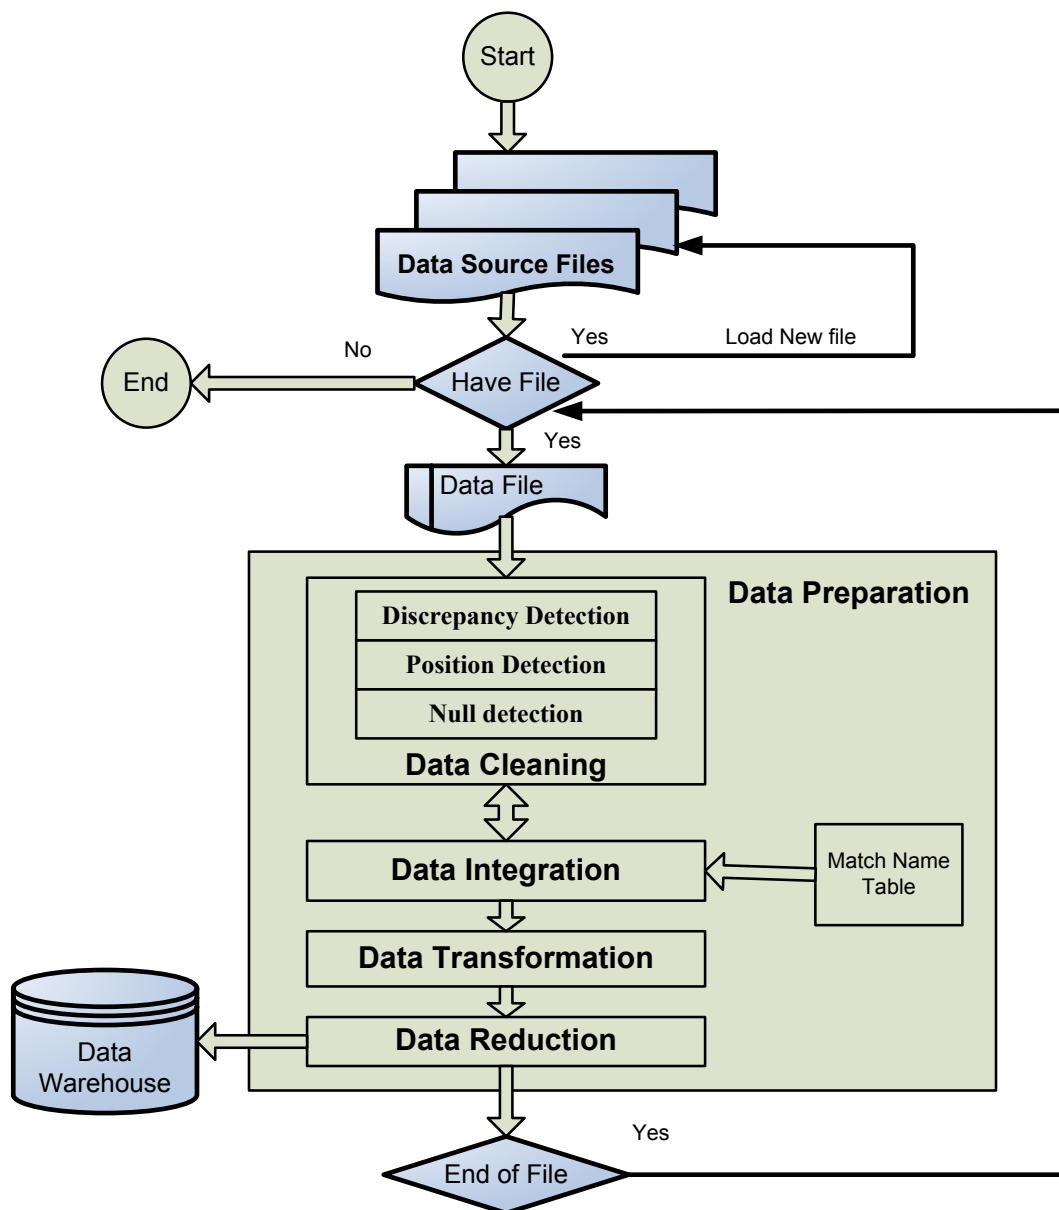 Start
Data Source Files
Yes
Load New file
No
End
Have File
Yes
Data File
Data Preparation
Discrepancy Detection
Position Detection
Null detection
Data Cleaning
Data Integration
Match Name
Table
Data Transformation
Data Reduction
Data
Warehouse
Yes
End of File